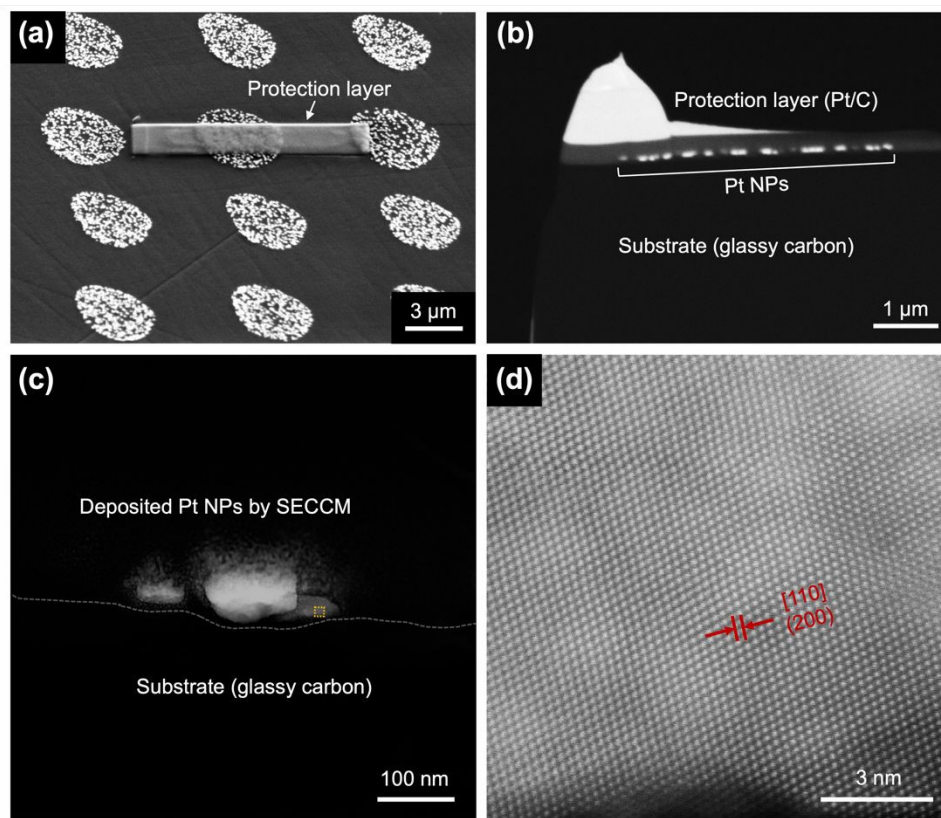 (a)
Protection layer
3 μm
(b)
Protection layer (Pt/C)
Pt NPs
Substrate (glassy carbon)
1 μm
(c)
Deposited Pt NPs by SECCM
Substrate (glassy carbon)
100 nm
(d)
[110]
(200)
3 nm